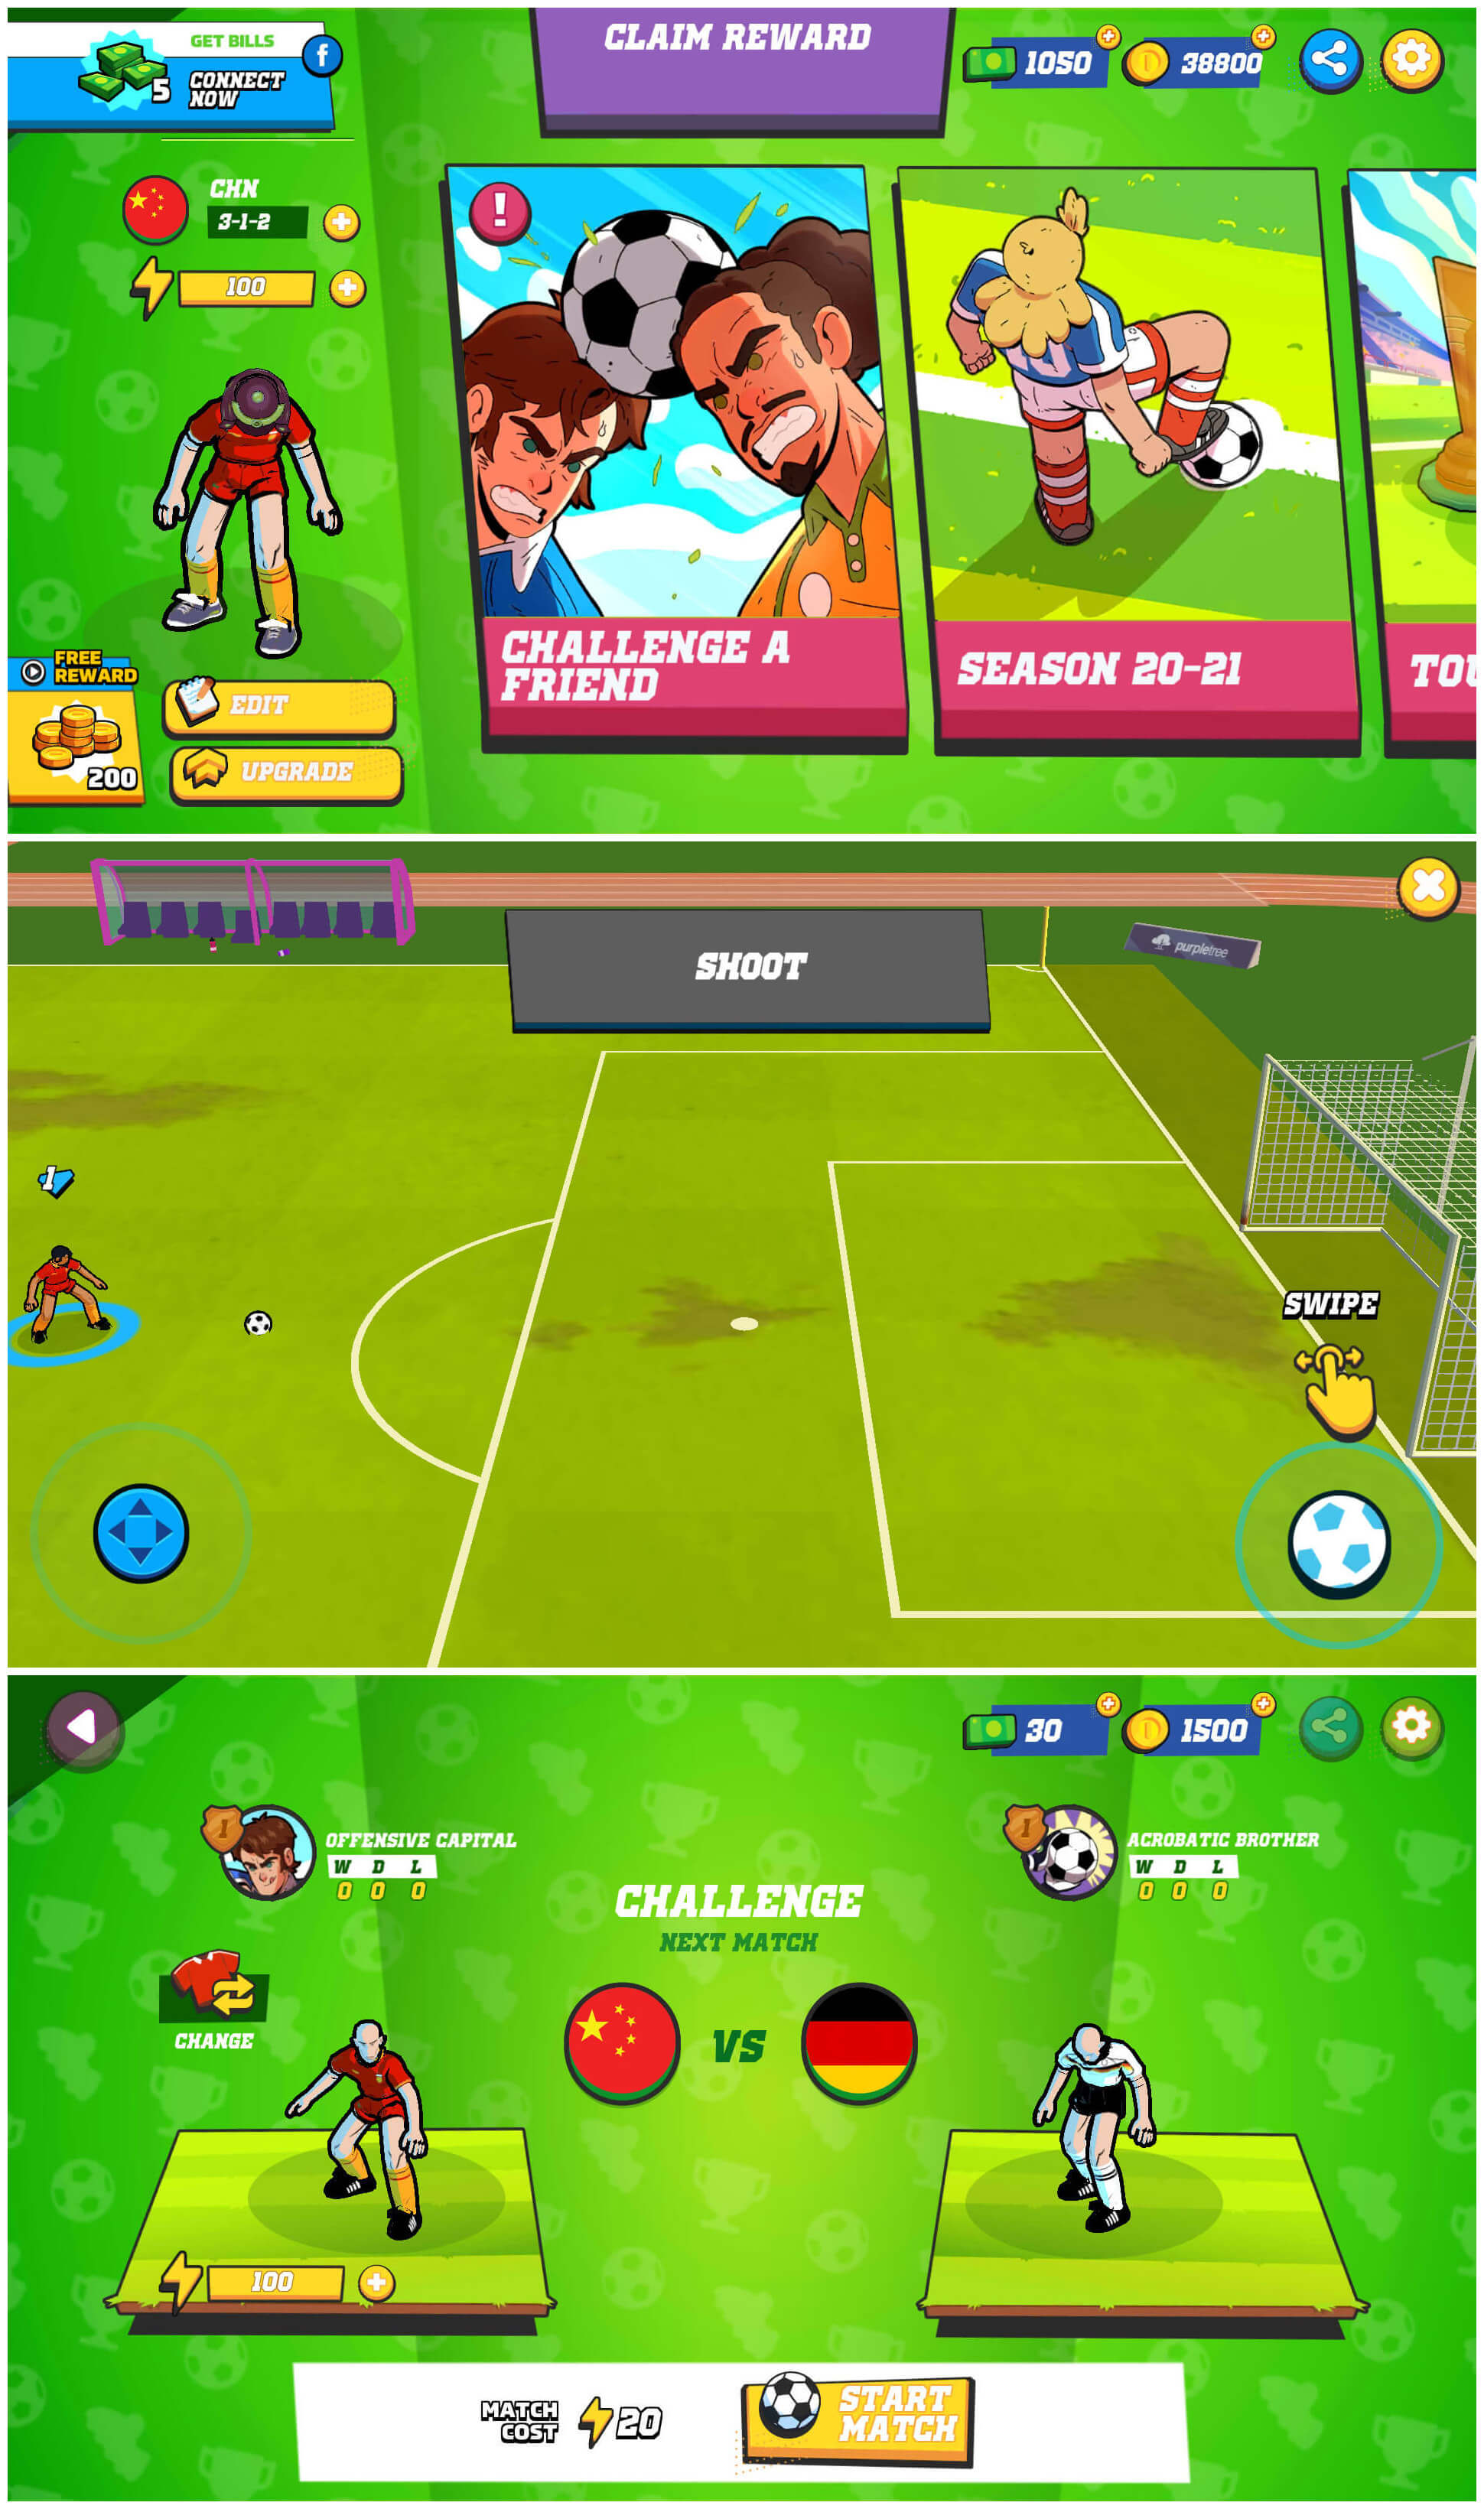 GET BILLS
5
CONNECT
NOW
f
CLAIM REWARD
1050
38800
CHN
3-1-2
100
!
CHALLENGE A
FRIEND
SEASON 20-21
TOU
FREE
REWARD
200
EDIT
UPGRADE
SHOOT
purpletree
1
SWIPE
30
1500
I
OFFENSIVE CAPITAL
W D L
0 0 0
I
ACROBATIC BROTHER
W D L
0 0 0
CHALLENGE
NEXT MATCH
CHANGE
VS
100
MATCH
COST
20
START
MATCH